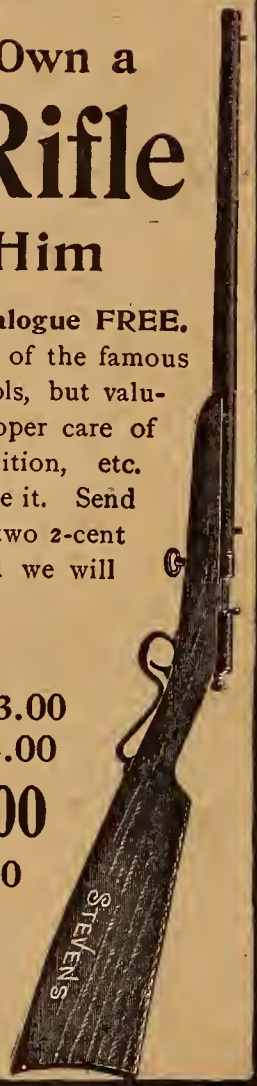 Own a
Rifle
Him
alogue FREE.
of the famous
ols, but valu-
oper care of
ition, etc.
e it. Send
two 2-cent
we will
3.00
.00
00
0
STEVENS